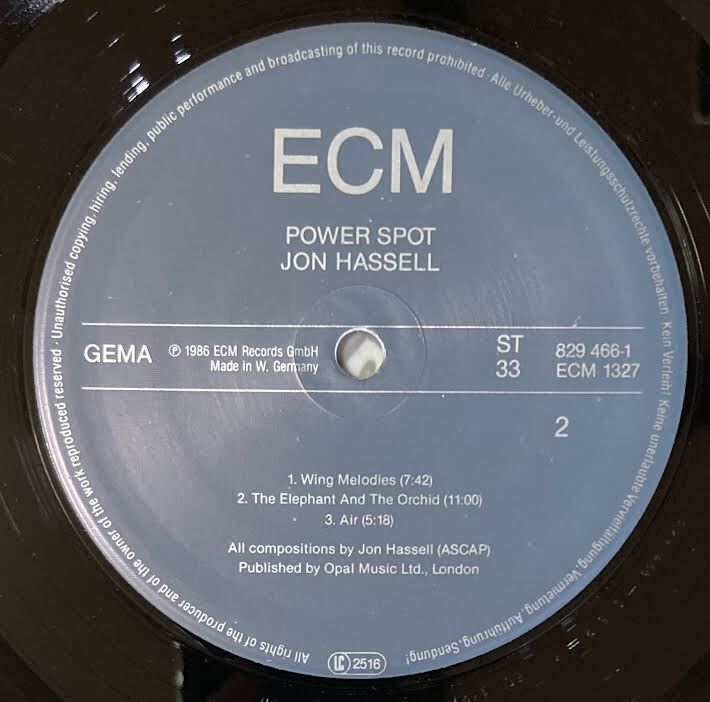 ECM
POWER SPOT
JON HASSELL
GEMA
℗ 1986 ECM Records GmbH
Made in W. Germany
ST
33
829 466-1
ECM 1327
2
1. Wing Melodies (7:42)
2. The Elephant And The Orchid (11:00)
3. Air (5:18)
All compositions by Jon Hassell (ASCAP)
Published by Opal Music Ltd., London
All rights of the producer and of the owner of the work reproduced reserved · Unauthorised copying, hiring, lending, public performance and broadcasting of this record prohibited · Alle Urheber- und Leistungsschutzrechte vorbehalten · Kein Verleih! Keine unerlaubte Vervielfältigung, Vermietung, Aufführung, Sendung!
LC 2516